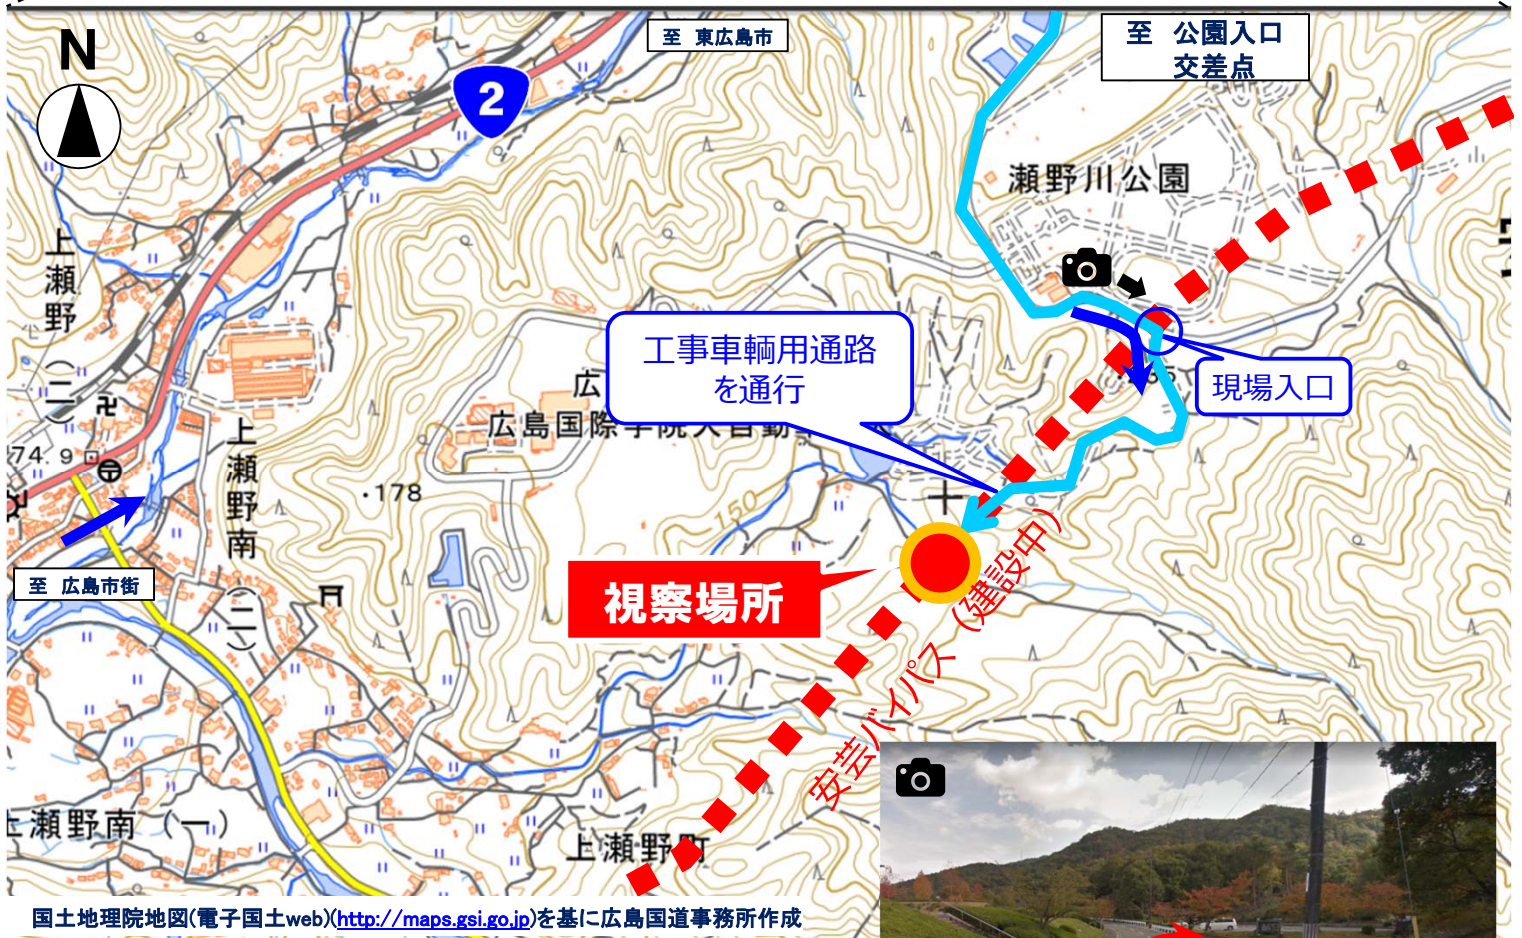 N
至 東広島市
至 公園入口
交差点
2
瀬野川公園
上瀬野(二)
工事車輌用通路
を通行
現場入口
広
広島国際学院大自動
74.9
上瀬野南(二)
・178
150
至 広島市街
視察場所
安芸バイパス(建設中)
上瀬野南(一)
上瀬野町
国土地理院地図(電子国土web)(http://maps.gsi.go.jp)を基に広島国道事務所作成